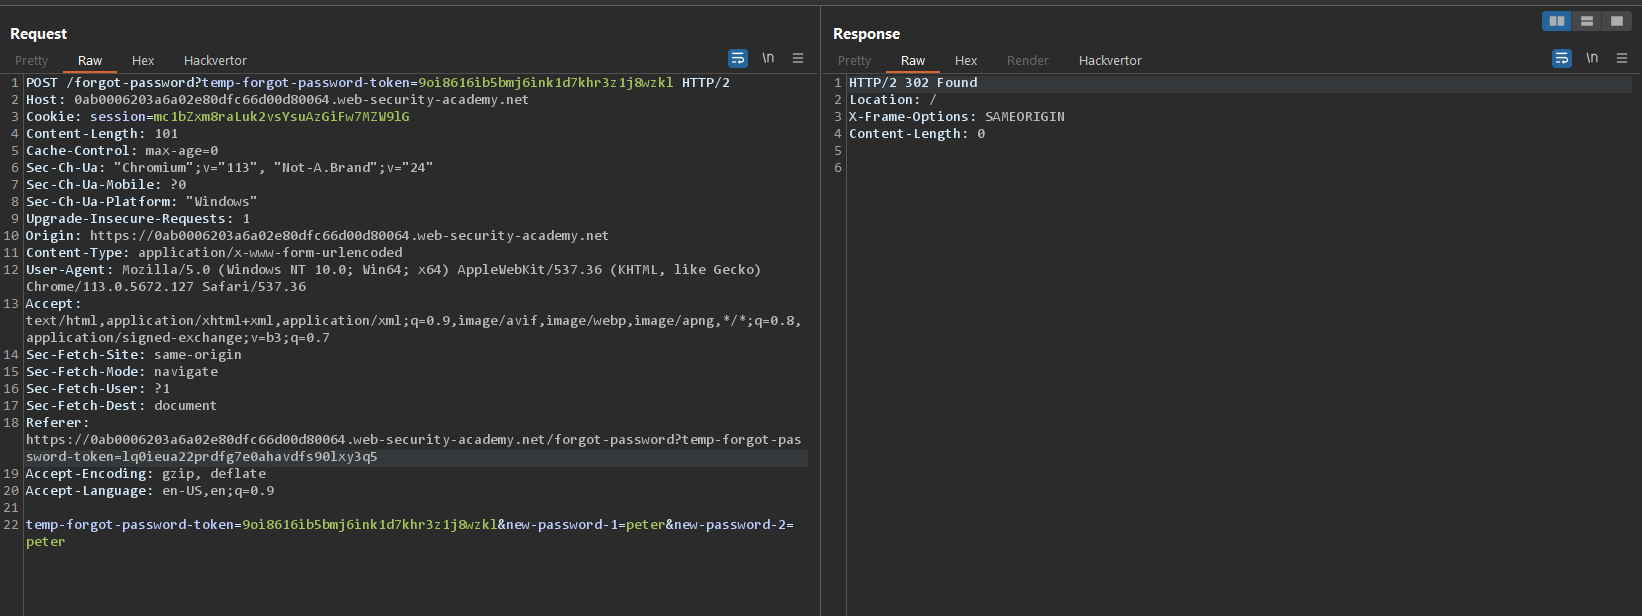 Request
Pretty Raw Hex Hackvertor
\n
1 POST /forgot-password?temp-forgot-password-token=9oi8616ib5bmj6ink1d7khr3z1j8wzkl HTTP/2
2 Host: 0ab0006203a6a02e80dfc66d00d80064.web-security-academy.net
3 Cookie: session=mc1bZxm8raLuk2vsYsuAzGiFw7MZW9lG
4 Content-Length: 101
5 Cache-Control: max-age=0
6 Sec-Ch-Ua: "Chromium";v="113", "Not-A.Brand";v="24"
7 Sec-Ch-Ua-Mobile: ?0
8 Sec-Ch-Ua-Platform: "Windows"
9 Upgrade-Insecure-Requests: 1
10 Origin: https://0ab0006203a6a02e80dfc66d00d80064.web-security-academy.net
11 Content-Type: application/x-www-form-urlencoded
12 User-Agent: Mozilla/5.0 (Windows NT 10.0; Win64; x64) AppleWebKit/537.36 (KHTML, like Gecko)
Chrome/113.0.5672.127 Safari/537.36
13 Accept:
text/html,application/xhtml+xml,application/xml;q=0.9,image/avif,image/webp,image/apng,*/*;q=0.8,
application/signed-exchange;v=b3;q=0.7
14 Sec-Fetch-Site: same-origin
15 Sec-Fetch-Mode: navigate
16 Sec-Fetch-User: ?1
17 Sec-Fetch-Dest: document
18 Referer:
https://0ab0006203a6a02e80dfc66d00d80064.web-security-academy.net/forgot-password?temp-forgot-pas
sword-token=lq0ieua22prdfg7e0ahavdfs90lxy3q5
19 Accept-Encoding: gzip, deflate
20 Accept-Language: en-US,en;q=0.9
21
22 temp-forgot-password-token=9oi8616ib5bmj6ink1d7khr3z1j8wzkl&new-password-1=peter&new-password-2=
peter
Response
Pretty Raw Hex Render Hackvertor
\n
1 HTTP/2 302 Found
2 Location: /
3 X-Frame-Options: SAMEORIGIN
4 Content-Length: 0
5
6